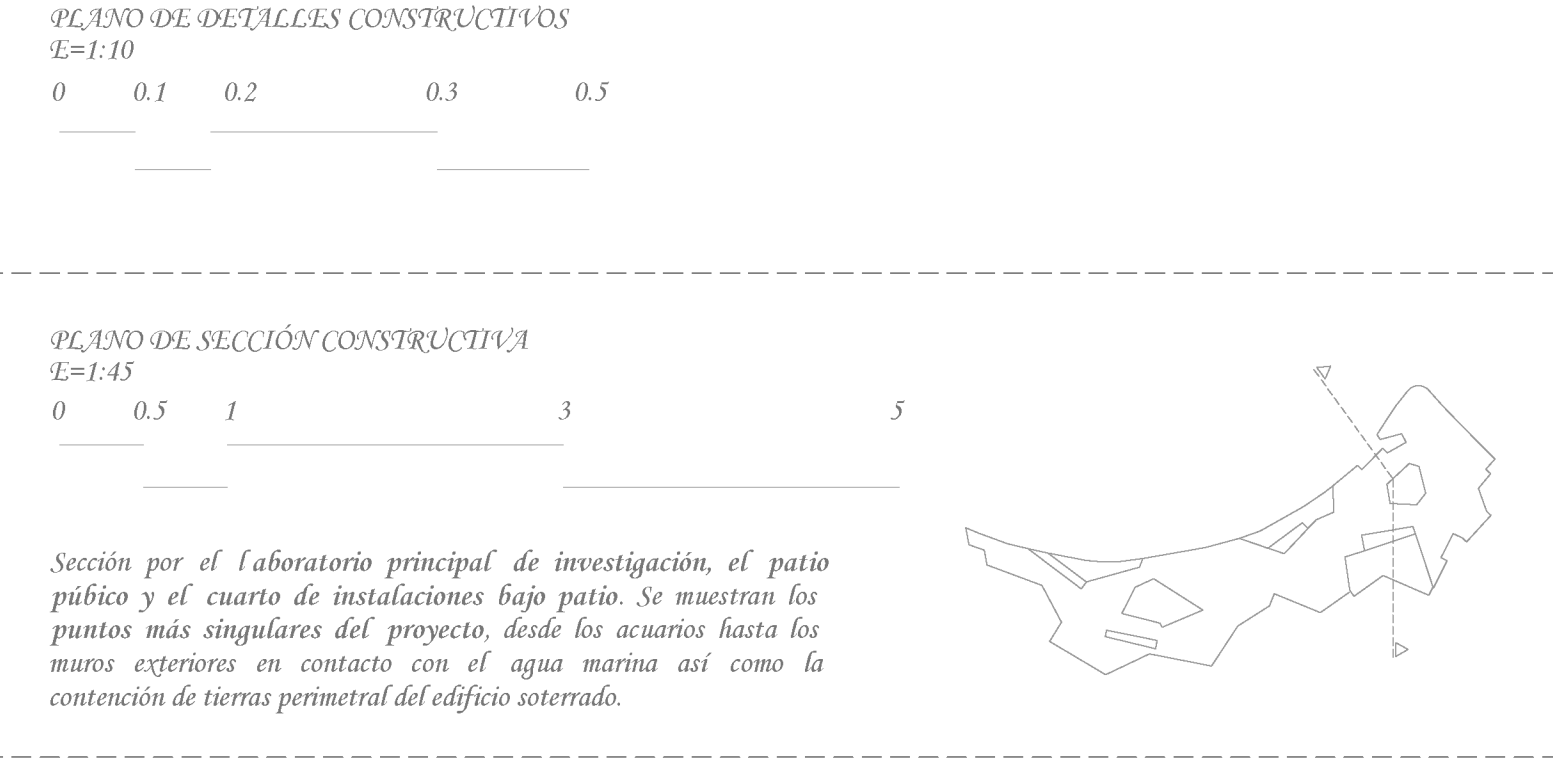 PLANO DE DETALLES CONSTRUCTIVOS
E=1:10
0 0.1 0.2 0.3 0.5
PLANO DE SECCIÓN CONSTRUCTIVA
E=1:45
0 0.5 1 3 5
Sección por el laboratorio principal de investigación, el patio
púbico y el cuarto de instalaciones bajo patio. Se muestran los
puntos más singulares del proyecto, desde los acuarios hasta los
muros exteriores en contacto con el agua marina así como la
contención de tierras perimetral del edificio soterrado.